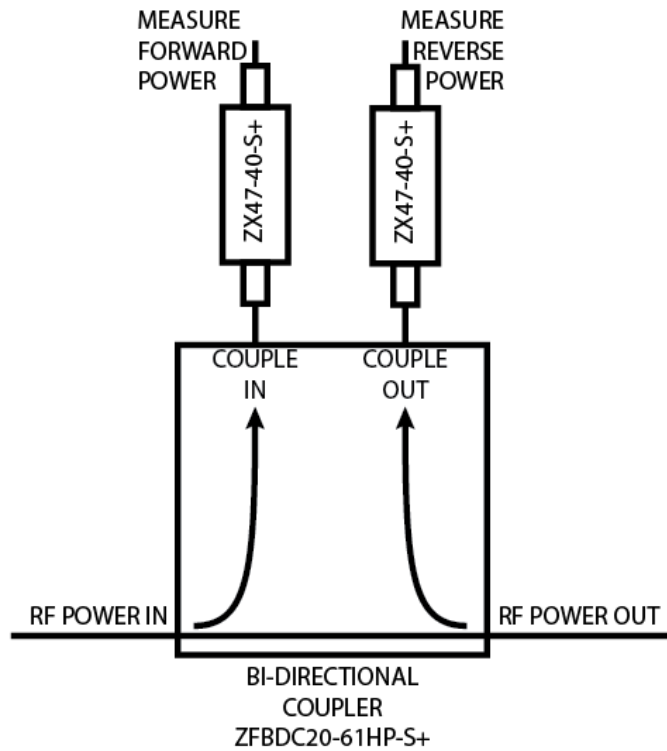 MEASURE
FORWARD
POWER
MEASURE
REVERSE
POWER
ZX47-40-S+
ZX47-40-S+
COUPLE
IN
COUPLE
OUT
RF POWER IN
RF POWER OUT
BI-DIRECTIONAL
COUPLER
ZFBDC20-61HP-S+